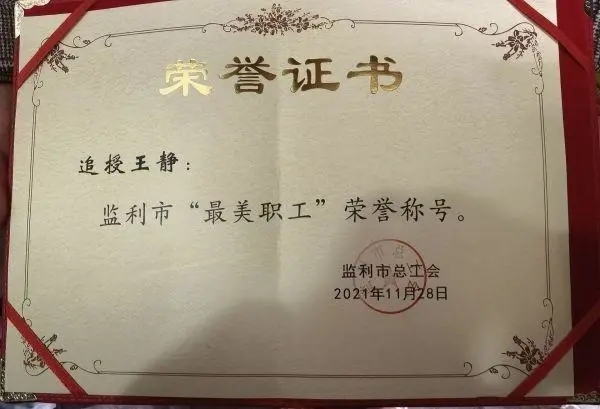 荣誉证书
追授王静：
监利市“最美职工”荣誉称号。
监利市总工会
2021年11月28日